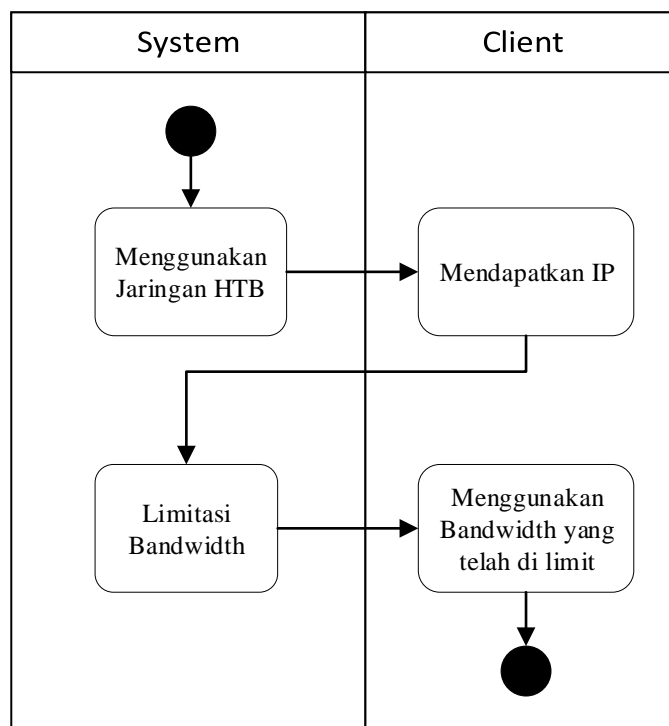 System
Client
Menggunakan
Jaringan HTB
Mendapatkan IP
Limitasi
Bandwidth
Menggunakan
Bandwidth yang
telah di limit